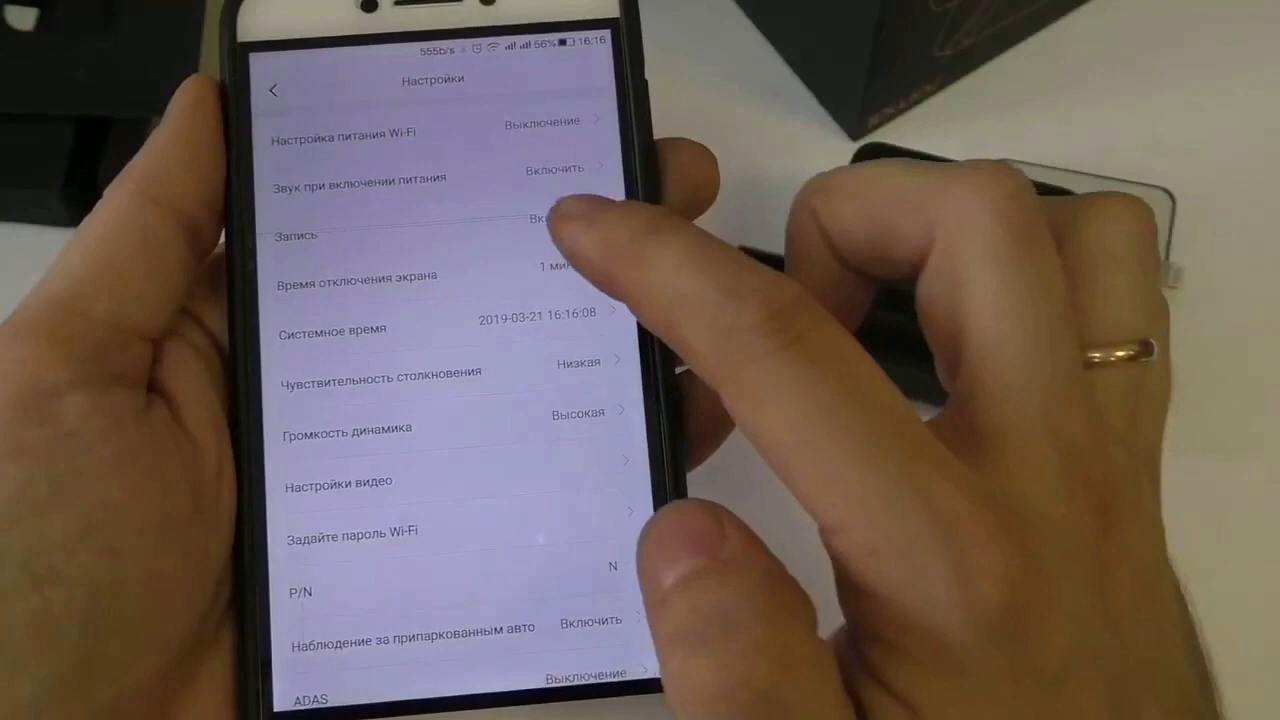 555b/s 56% 16:16
Настройки
Настройка питания Wi-Fi Выключение
Звук при включении питания Включить
Запись
Время отключения экрана 1
Системное время 2019-03-21 16:16:08
Чувствительность столкновения Низкая
Громкость динамика Высокая
Настройки видео
Задайте пароль Wi-Fi
P/N N
Наблюдение за припаркованным авто Включить
ADAS Выключение